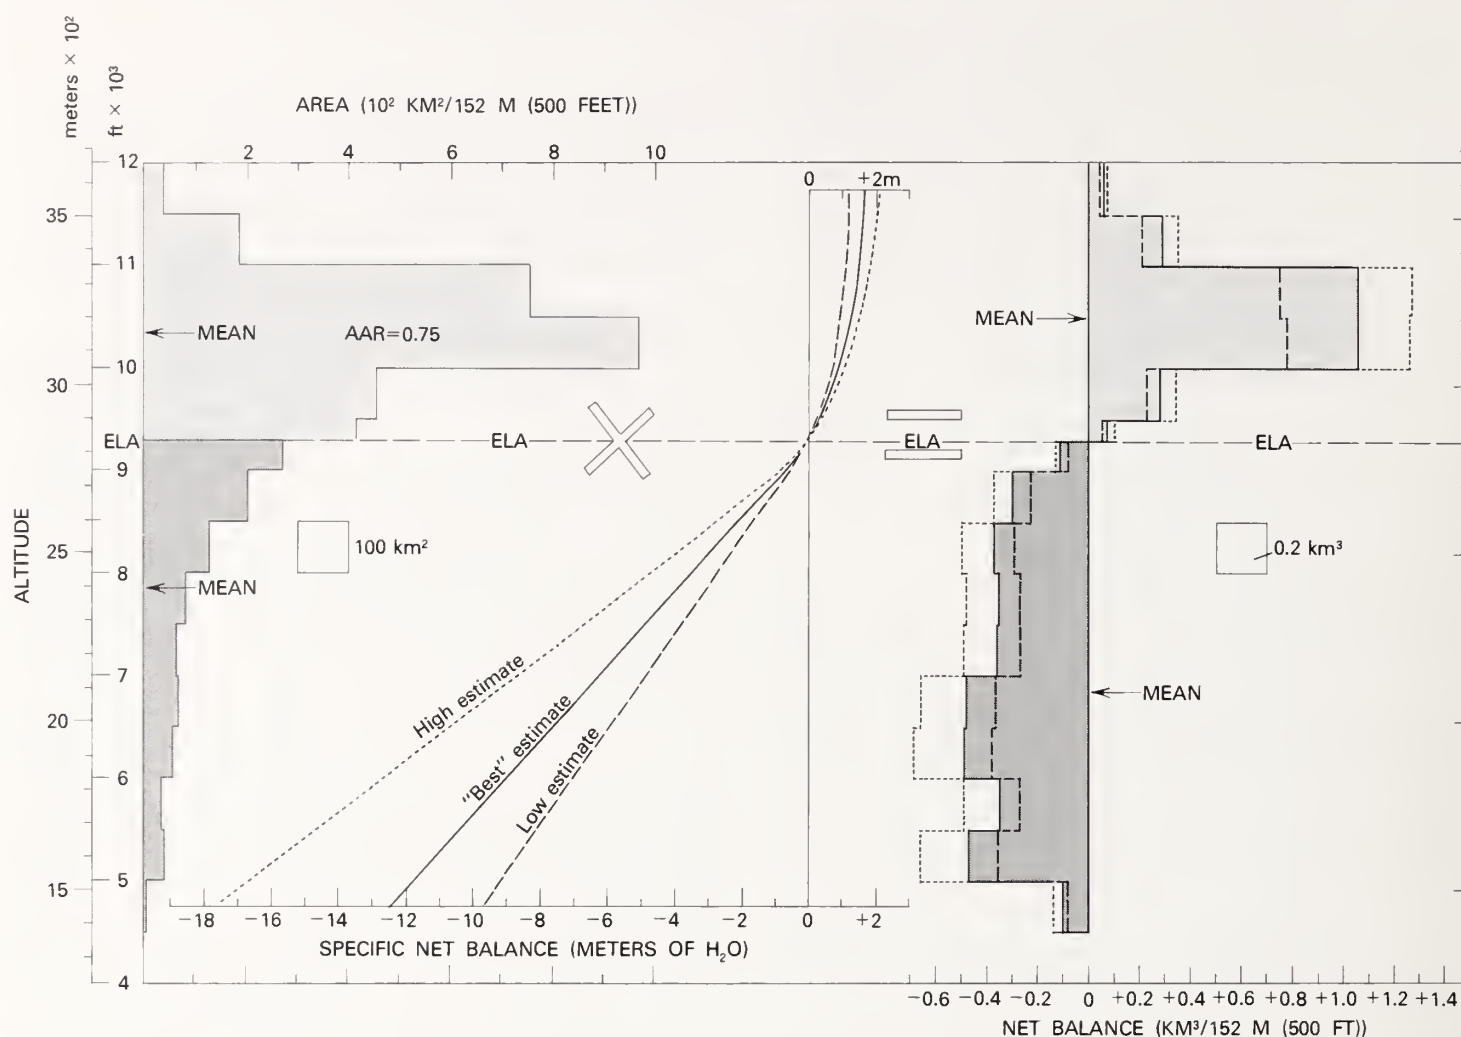 meters × 10²
ft × 10³
AREA (10² KM²/152 M (500 FEET))
2 4 6 8 10
12
0 +2m
35
11
MEAN AAR=0.75
MEAN
10
30
ELA ELA ELA ELA
9
100 km²
0.2 km³
25
8
MEAN
ALTITUDE
7
High estimate
"Best" estimate
Low estimate
MEAN
20
6
15
5
−18 −16 −14 −12 −10 −8 −6 −4 −2 0 +2
SPECIFIC NET BALANCE (METERS OF H₂O)
4
−0.6 −0.4 −0.2 0 +0.2 +0.4 +0.6 +0.8 +1.0 +1.2 +1.4
NET BALANCE (KM³/152 M (500 FT))